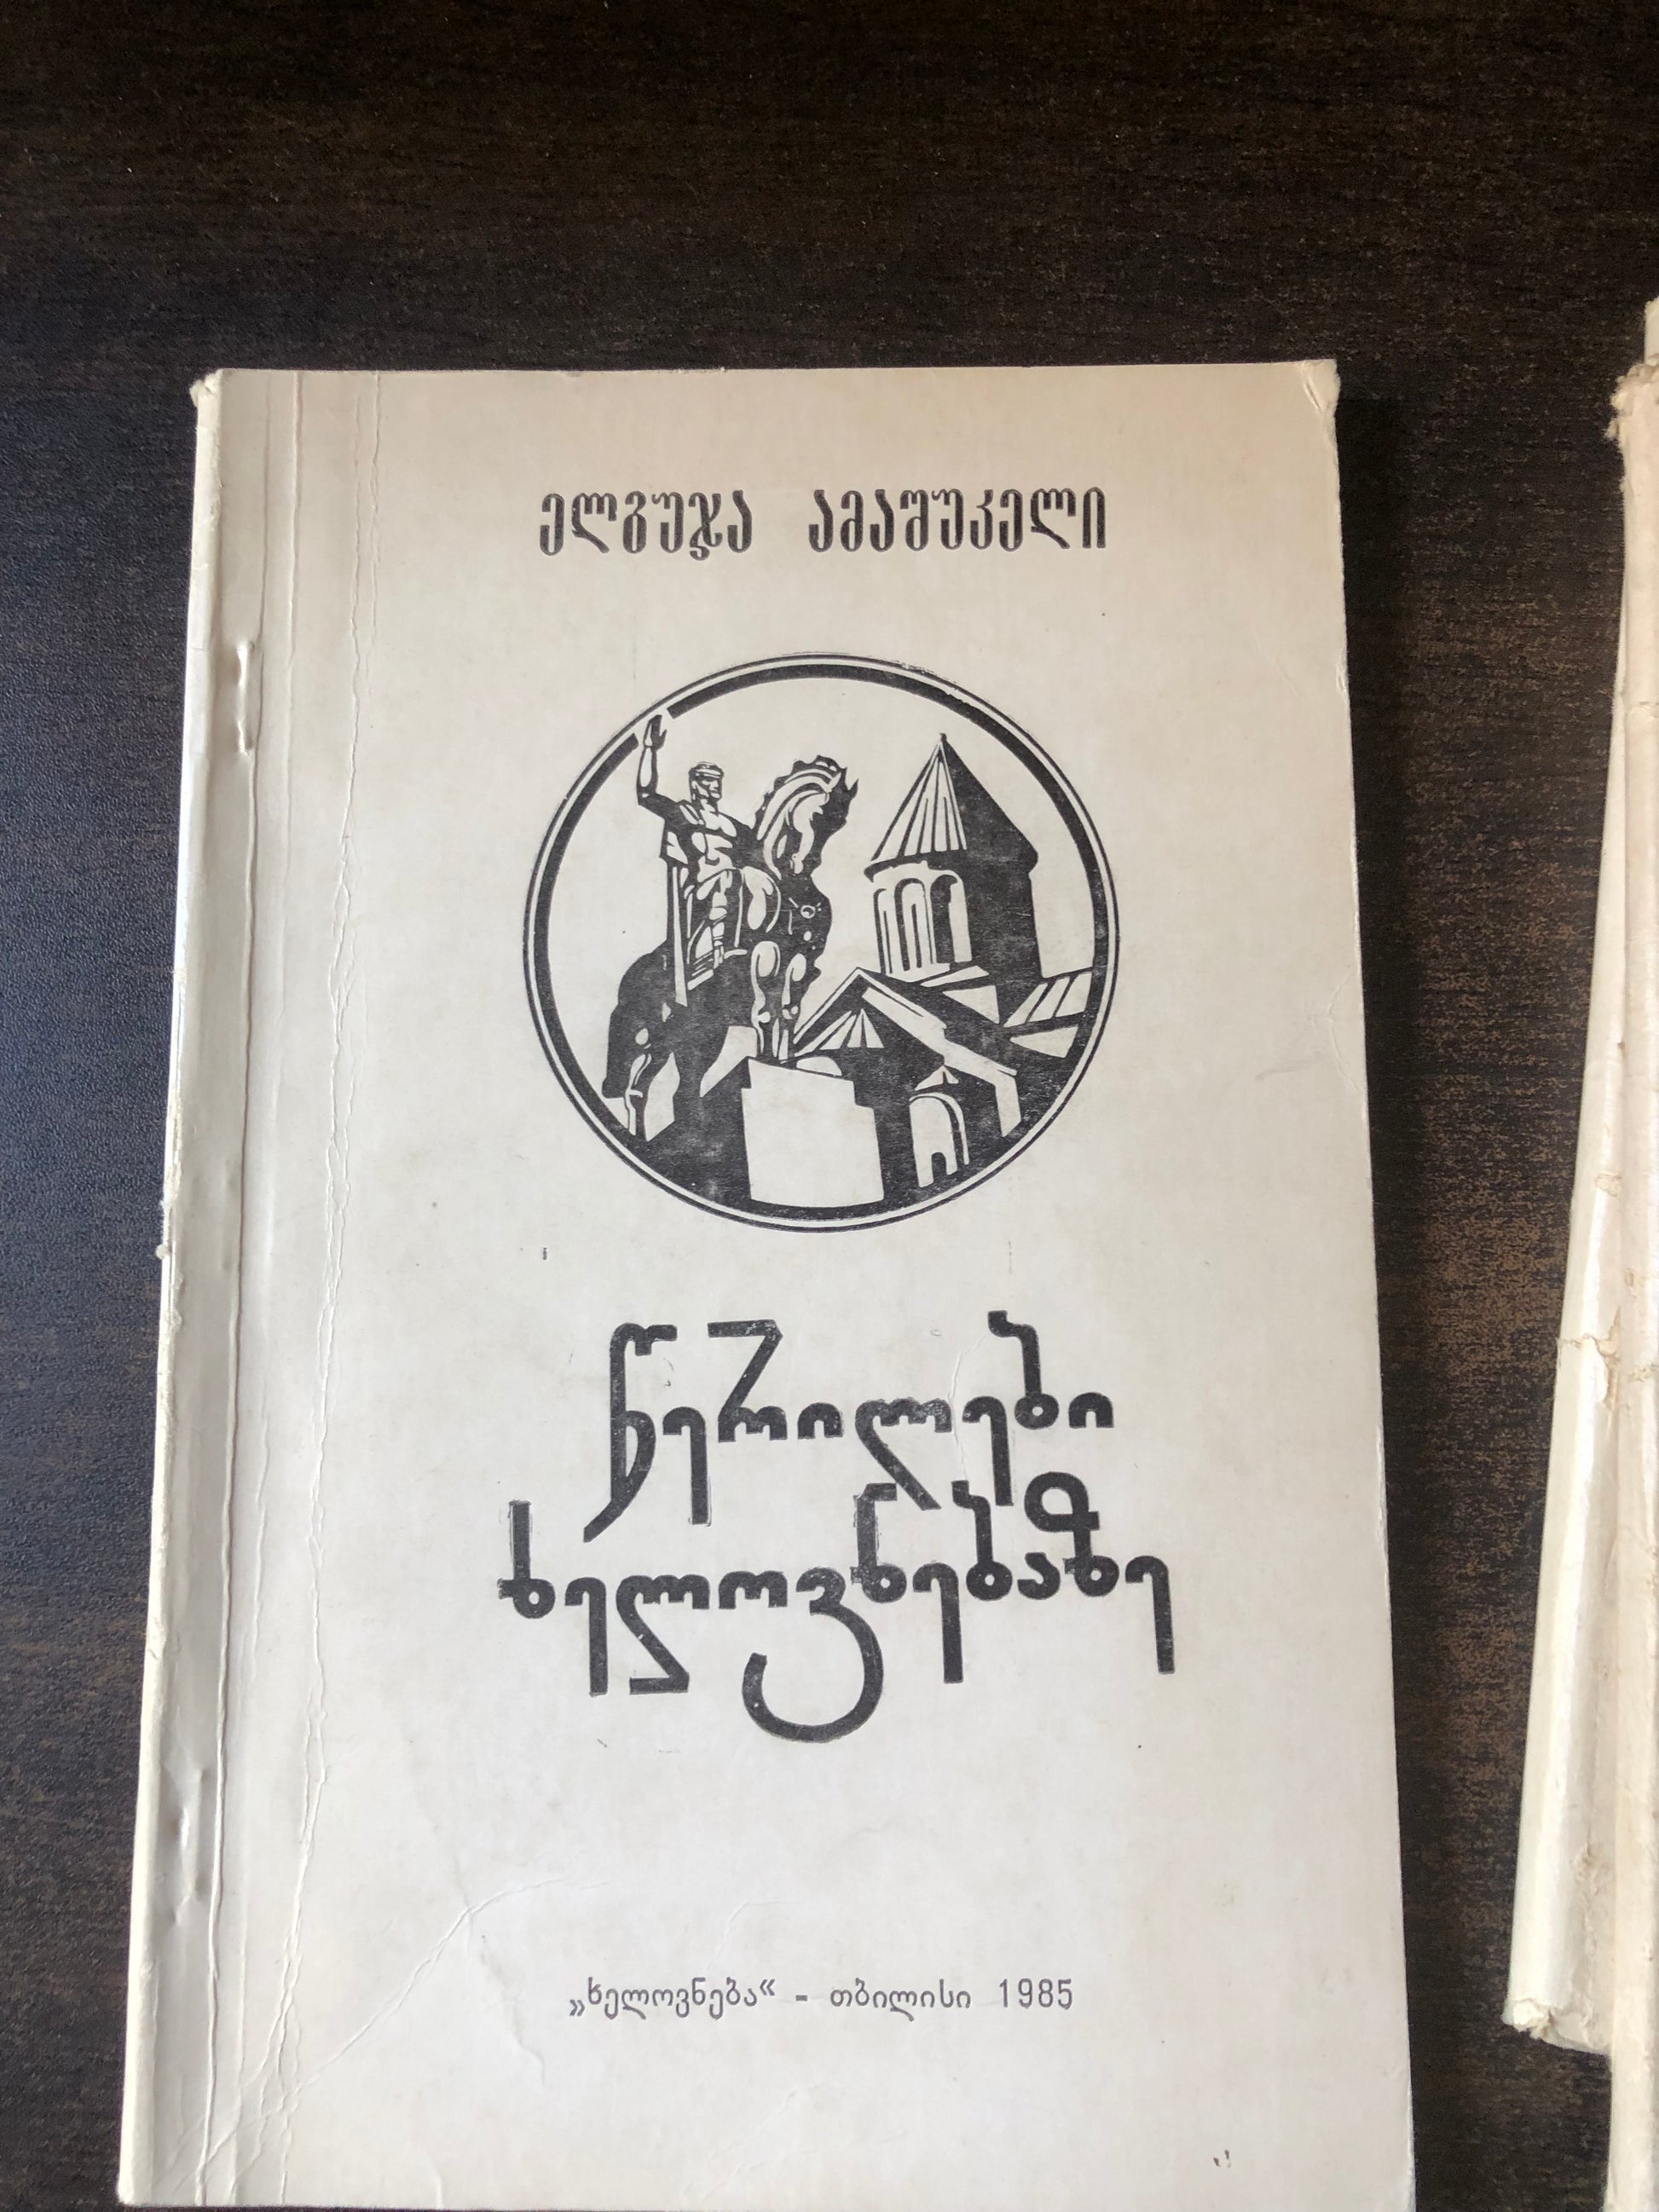 ელგუჯა ამაშუკელი
წერილები
ხელოვნებაზე
„ხელოვნება“ - თბილისი 1985